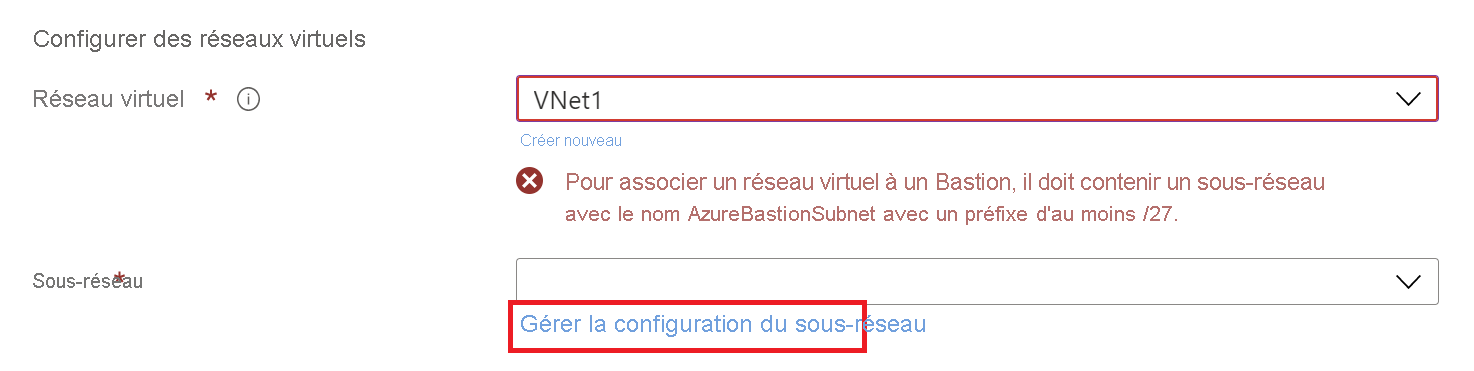 Configurer des réseaux virtuels
Réseau virtuel * i
VNet1
Créer nouveau
Pour associer un réseau virtuel à un Bastion, il doit contenir un sous-réseau
avec le nom AzureBastionSubnet avec un préfixe d'au moins /27.
Sous-réseau *
Gérer la configuration du sous-réseau